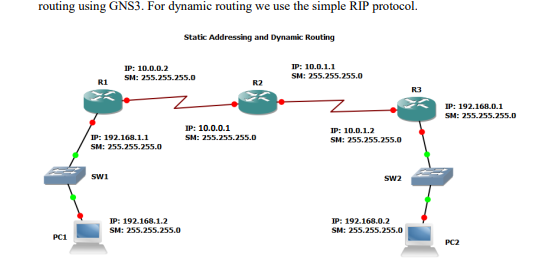 routing using GNS3. For dynamic routing we use the simple RIP protocol.
Static Addressing and Dynamic Routing
IP: 10.0.0.2
SM: 255.255.255.0
R1
IP: 10.0.1.1
SM: 255.255.255.0
R2
R3
IP: 192.168.0.1
SM: 255.255.255.0
IP: 192.168.1.1
SM: 255.255.255.0
IP: 10.0.0.1
SM: 255.255.255.0
IP: 10.0.1.2
SM: 255.255.255.0
SW1
SW2
IP: 192.168.1.2
SM: 255.255.255.0
PC1
IP: 192.168.0.2
SM: 255.255.255.0
PC2